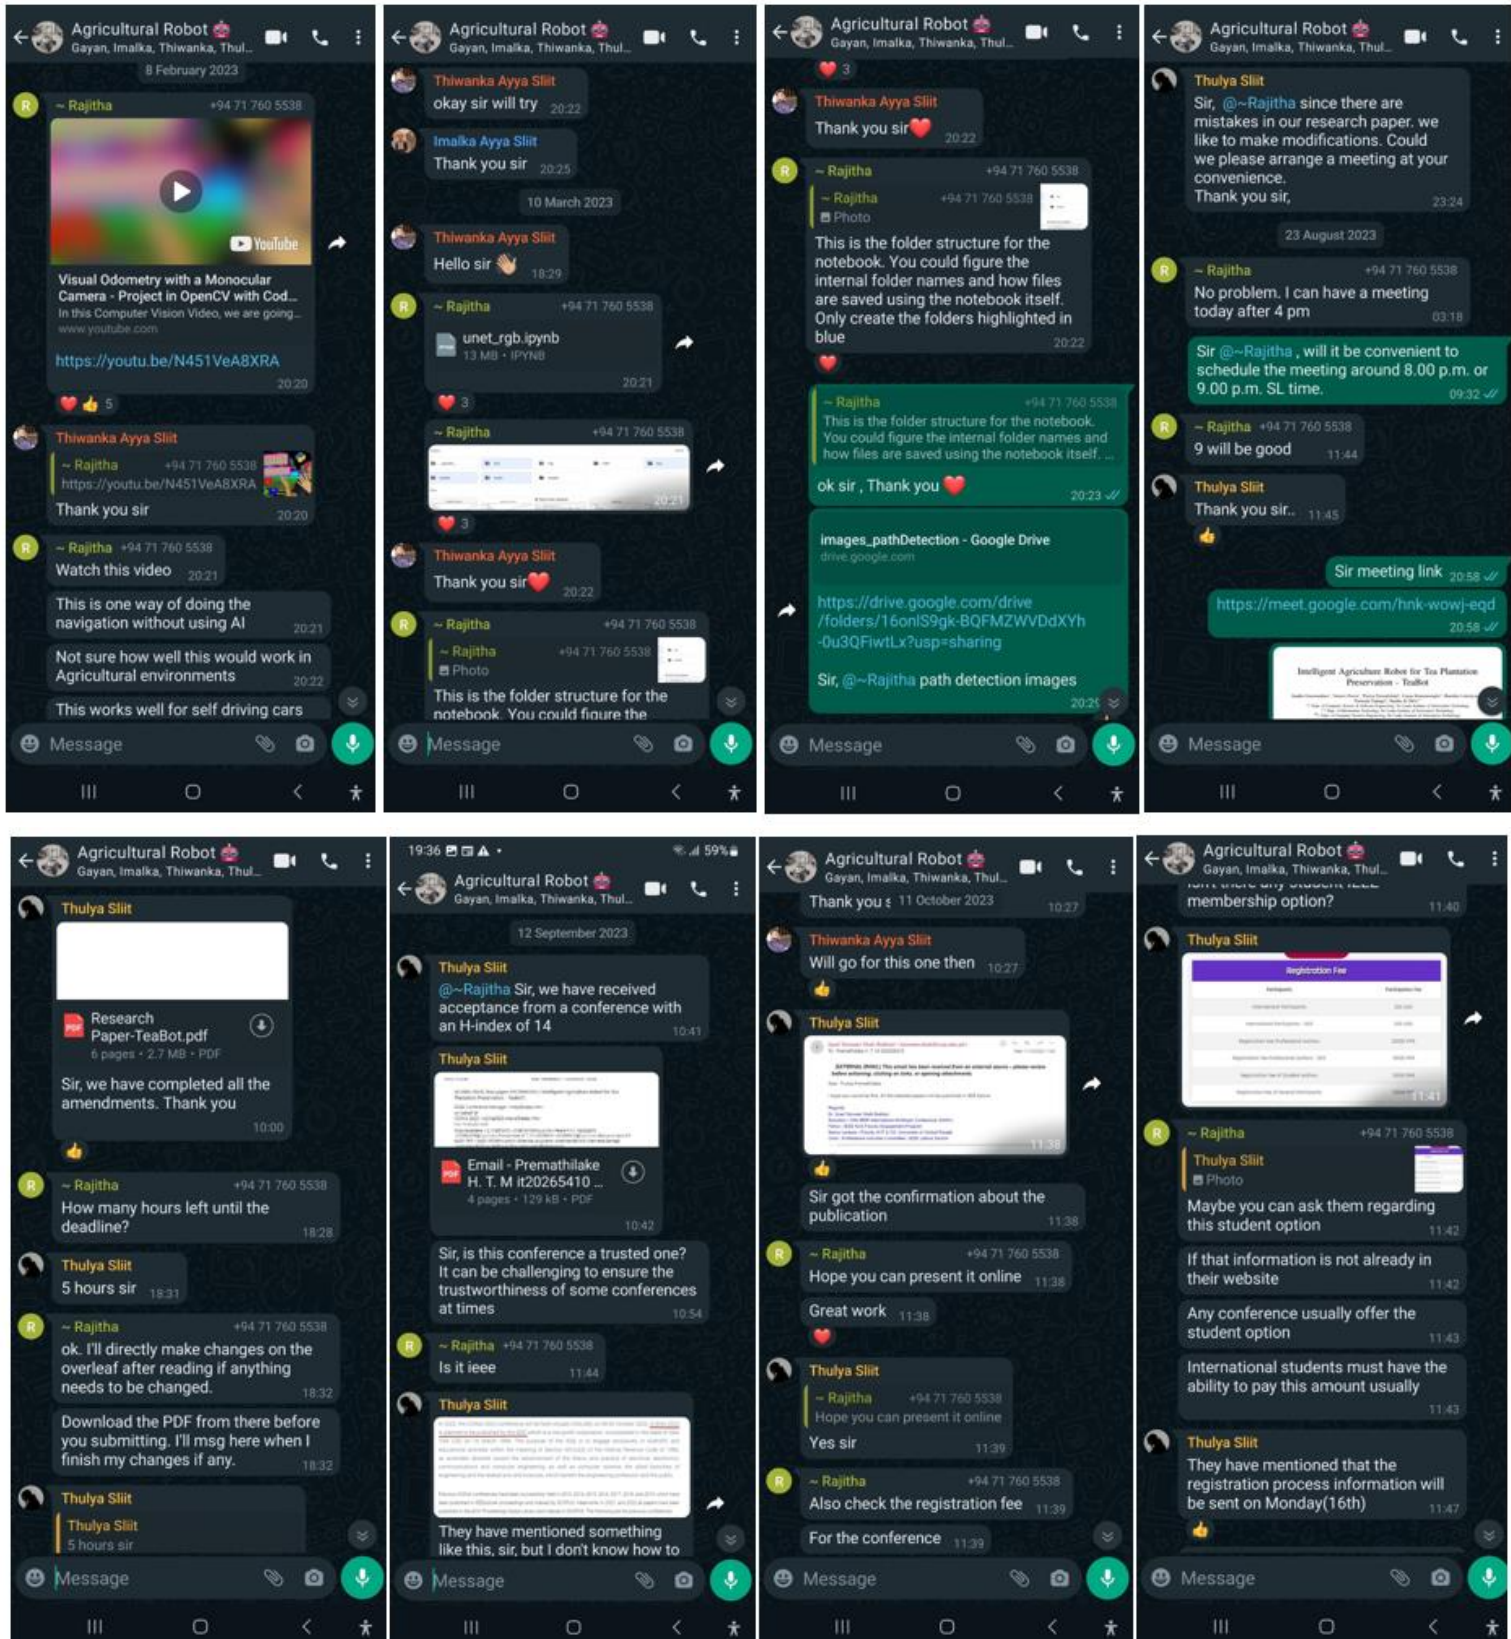 Agricultural Robot
Gayan, Imalka, Thiwanka, Thul...
8 February 2023
R
~ Rajitha +94 71 760 5538
YouTube
Visual Odometry with a Monocular
Camera - Project in OpenCV with Cod...
In this Computer Vision Video, we are going...
www.youtube.com
https://youtu.be/N451VeA8XRA
20:20
5
Thiwanka Ayya Sliit
~ Rajitha +94 71 760 5538
https://youtu.be/N451VeA8XRA
Thank you sir 20:20
R
~ Rajitha +94 71 760 5538
Watch this video 20:21
This is one way of doing the
navigation without using AI 20:21
Not sure how well this would work in
Agricultural environments 20:22
This works well for self driving cars
Message
Agricultural Robot
Gayan, Imalka, Thiwanka, Thul...
Thiwanka Ayya Sliit
okay sir will try 20:22
Imalka Ayya Sliit
Thank you sir 20:25
10 March 2023
Thiwanka Ayya Sliit
Hello sir 18:29
R
~ Rajitha +94 71 760 5538
unet_rgb.ipynb
13 MB • IPYNB
20:21
3
~ Rajitha +94 71 760 5538
20:21
3
Thiwanka Ayya Sliit
Thank you sir 20:22
R
~ Rajitha +94 71 760 5538
~ Rajitha +94 71 760 5538
Photo
This is the folder structure for the
notebook. You could figure the
Message
Agricultural Robot
Gayan, Imalka, Thiwanka, Thul...
3
Thiwanka Ayya Sliit
Thank you sir 20:22
R
~ Rajitha +94 71 760 5538
~ Rajitha +94 71 760 5538
Photo
This is the folder structure for the
notebook. You could figure the
internal folder names and how files
are saved using the notebook itself.
Only create the folders highlighted in
blue 20:22
~ Rajitha +94 71 760 5538
This is the folder structure for the notebook.
You could figure the internal folder names and
how files are saved using the notebook itself. ...
ok sir , Thank you 20:23
images_pathDetection - Google Drive
drive.google.com
https://drive.google.com/drive
/folders/16onlS9gk-BQFMZWVDdXYh
-0u3QFiwtLx?usp=sharing
Sir, @~Rajitha path detection images
Message
Agricultural Robot
Gayan, Imalka, Thiwanka, Thul...
Thulya Sliit
Sir, @~Rajitha since there are
mistakes in our research paper. we
like to make modifications. Could
we please arrange a meeting at your
convenience.
Thank you sir, 23:24
23 August 2023
R
~ Rajitha +94 71 760 5538
No problem. I can have a meeting
today after 4 pm 03:18
Sir @~Rajitha , will it be convenient to
schedule the meeting around 8.00 p.m. or
9.00 p.m. SL time. 09:32
R
~ Rajitha +94 71 760 5538
9 will be good 11:44
Thulya Sliit
Thank you sir.. 11:45
Sir meeting link 20:58
https://meet.google.com/hnk-wowj-eqd
20:58
Intelligent Agriculture Robot for Tea Plantation
Preservation - TeaBot
Message
Agricultural Robot
Gayan, Imalka, Thiwanka, Thul...
Thulya Sliit
PDF
Research
Paper-TeaBot.pdf
6 pages • 2.7 MB • PDF
Sir, we have completed all the
amendments. Thank you
10:00
R
~ Rajitha +94 71 760 5538
How many hours left until the
deadline? 18:28
Thulya Sliit
5 hours sir 18:31
R
~ Rajitha +94 71 760 5538
ok. I'll directly make changes on the
overleaf after reading if anything
needs to be changed. 18:32
Download the PDF from there before
you submitting. I'll msg here when I
finish my changes if any. 18:32
Thulya Sliit
Thulya Sliit
5 hours sir
Message
19:36 59%
Agricultural Robot
Gayan, Imalka, Thiwanka, Thul...
12 September 2023
Thulya Sliit
@~Rajitha Sir, we have received
acceptance from a conference with
an H-index of 14 10:41
Thulya Sliit
PDF
Email - Premathilake
H. T. M it20265410 ...
4 pages • 129 kB • PDF
10:42
Sir, is this conference a trusted one?
It can be challenging to ensure the
trustworthiness of some conferences
at times 10:54
R
~ Rajitha +94 71 760 5538
Is it ieee 11:44
Thulya Sliit
They have mentioned something
like this, sir, but I don't know how to
Message
Agricultural Robot
Gayan, Imalka, Thiwanka, Thul...
Thank you s 11 October 2023 10:27
Thiwanka Ayya Sliit
Will go for this one then 10:27
Thulya Sliit
11:38
Sir got the confirmation about the
publication 11:38
R
~ Rajitha +94 71 760 5538
Hope you can present it online 11:38
Great work 11:38
Thulya Sliit
~ Rajitha +94 71 760 5538
Hope you can present it online
Yes sir 11:39
R
~ Rajitha +94 71 760 5538
Also check the registration fee 11:39
For the conference 11:39
Message
Agricultural Robot
Gayan, Imalka, Thiwanka, Thul...
membership option? 11:40
Thulya Sliit
Registration Fee
11:41
R
~ Rajitha +94 71 760 5538
Thulya Sliit
Photo
Maybe you can ask them regarding
this student option 11:42
If that information is not already in
their website 11:42
Any conference usually offer the
student option 11:43
International students must have the
ability to pay this amount usually
11:43
Thulya Sliit
They have mentioned that the
registration process information will
be sent on Monday(16th) 11:47
Message